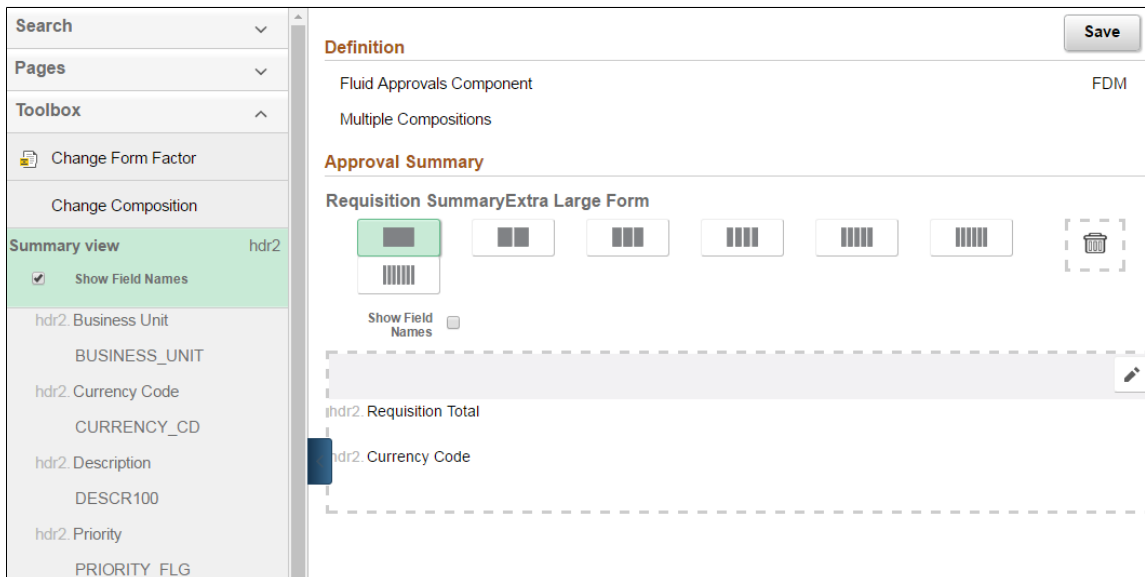 Search
Pages
Toolbox
Change Form Factor
Change Composition
Summary view hdr2
Show Field Names
hdr2. Business Unit
BUSINESS_UNIT
hdr2. Currency Code
CURRENCY_CD
hdr2. Description
DESCR100
hdr2. Priority
PRIORITY_FLG
Save
Definition
Fluid Approvals Component FDM
Multiple Compositions
Approval Summary
Requisition SummaryExtra Large Form
Show Field
Names
hdr2. Requisition Total
hdr2. Currency Code